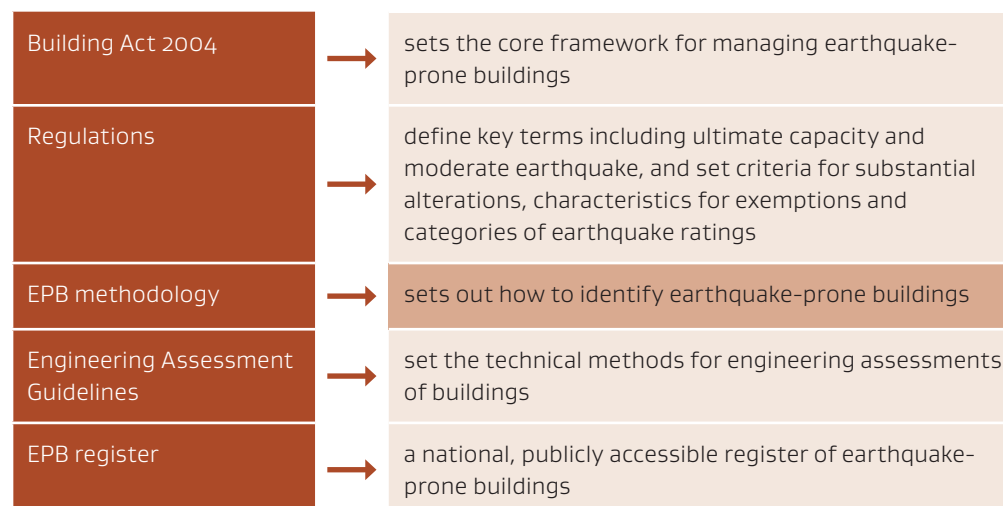 Building Act 2004
sets the core framework for managing earthquake-
prone buildings
Regulations
define key terms including ultimate capacity and
moderate earthquake, and set criteria for substantial
alterations, characteristics for exemptions and
categories of earthquake ratings
EPB methodology
sets out how to identify earthquake-prone buildings
Engineering Assessment
Guidelines
set the technical methods for engineering assessments
of buildings
EPB register
a national, publicly accessible register of earthquake-
prone buildings